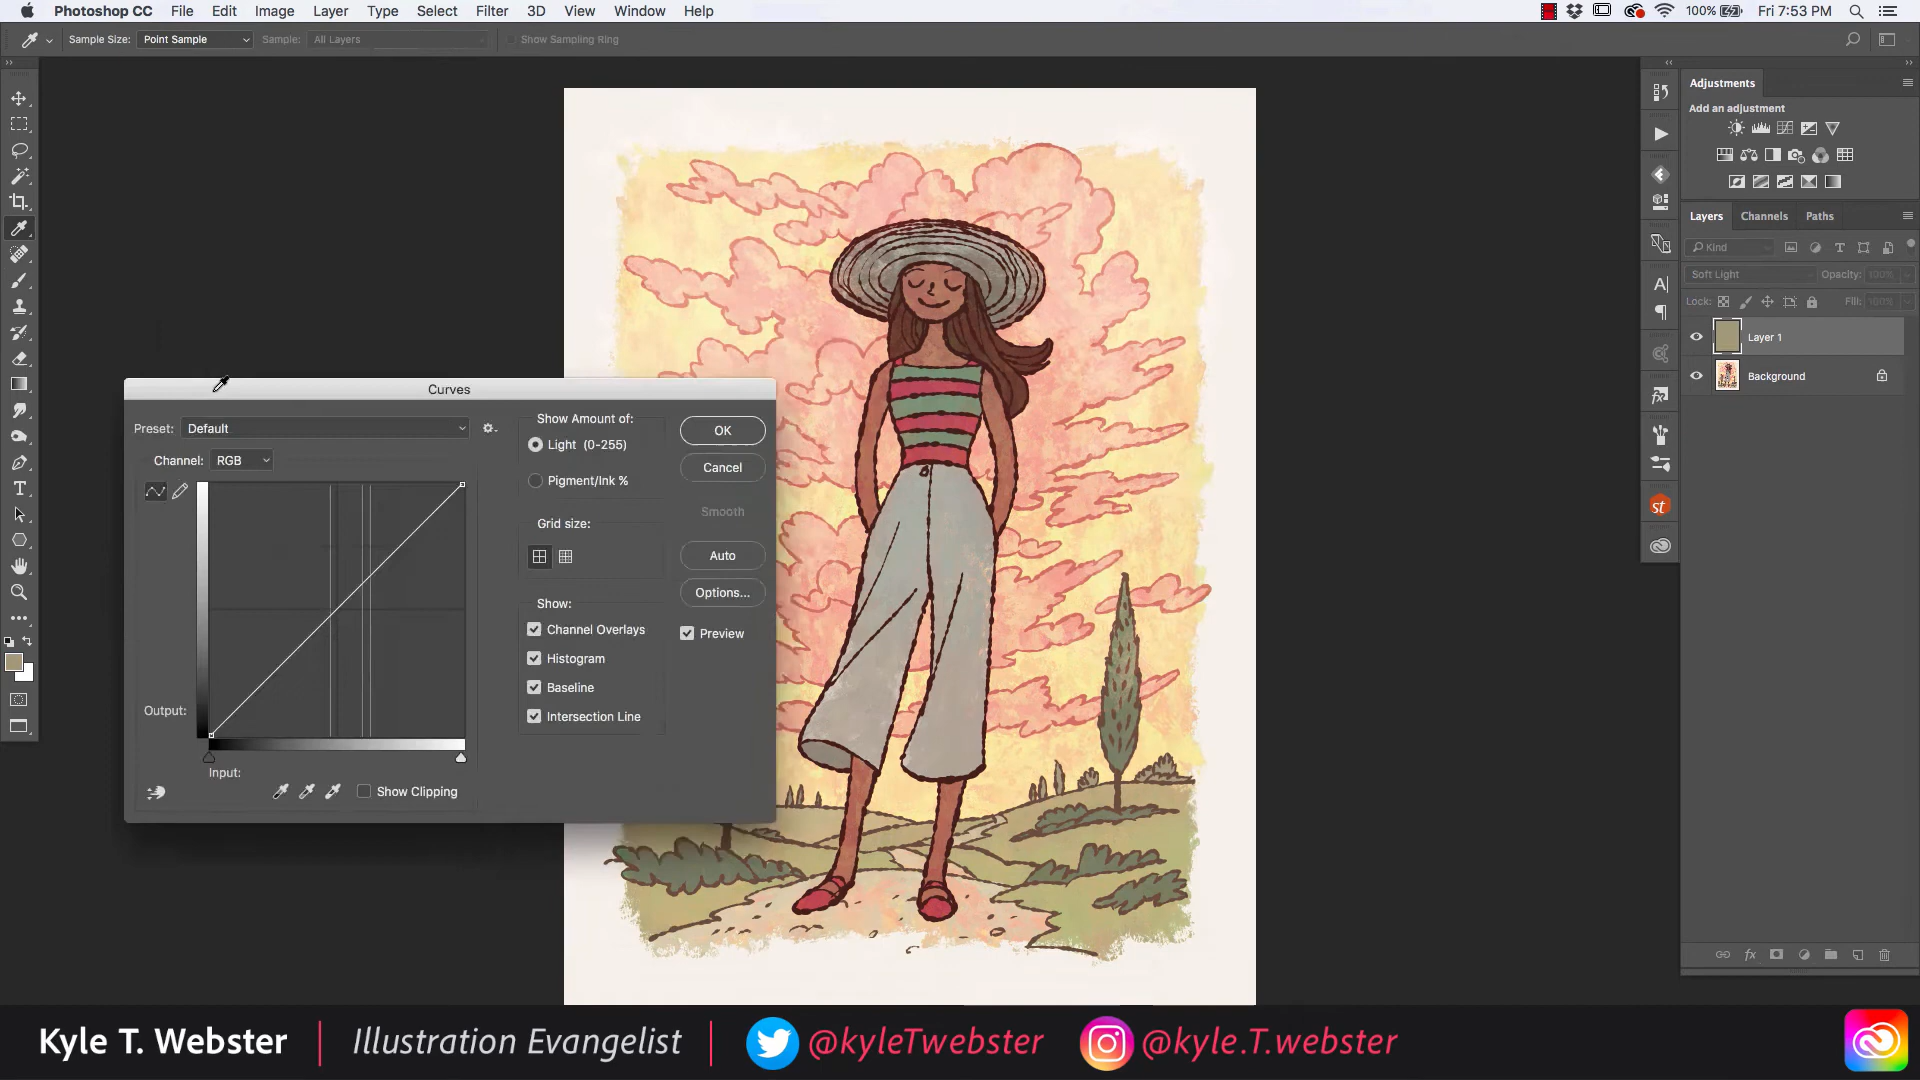 Photoshop CC File Edit Image Layer Type Select Filter 3D View Window Help 100% Fri 7:53 PM
Sample Size: Point Sample Sample: All Layers Show Sampling Ring
Adjustments
Add an adjustment
Layers Channels Paths
Kind
Soft Light Opacity: 100%
Lock: Fill: 100%
Layer 1
Background
A
st
Curves
Preset: Default
Channel: RGB
Output:
Input:
Show Clipping
Show Amount of:
Light (0-255)
Pigment/Ink %
Grid size:
Show:
Channel Overlays
Histogram
Baseline
Intersection Line
OK
Cancel
Smooth
Auto
Options...
Preview
Kyle T. Webster | Illustration Evangelist | @kyleTwebster @kyle.T.webster